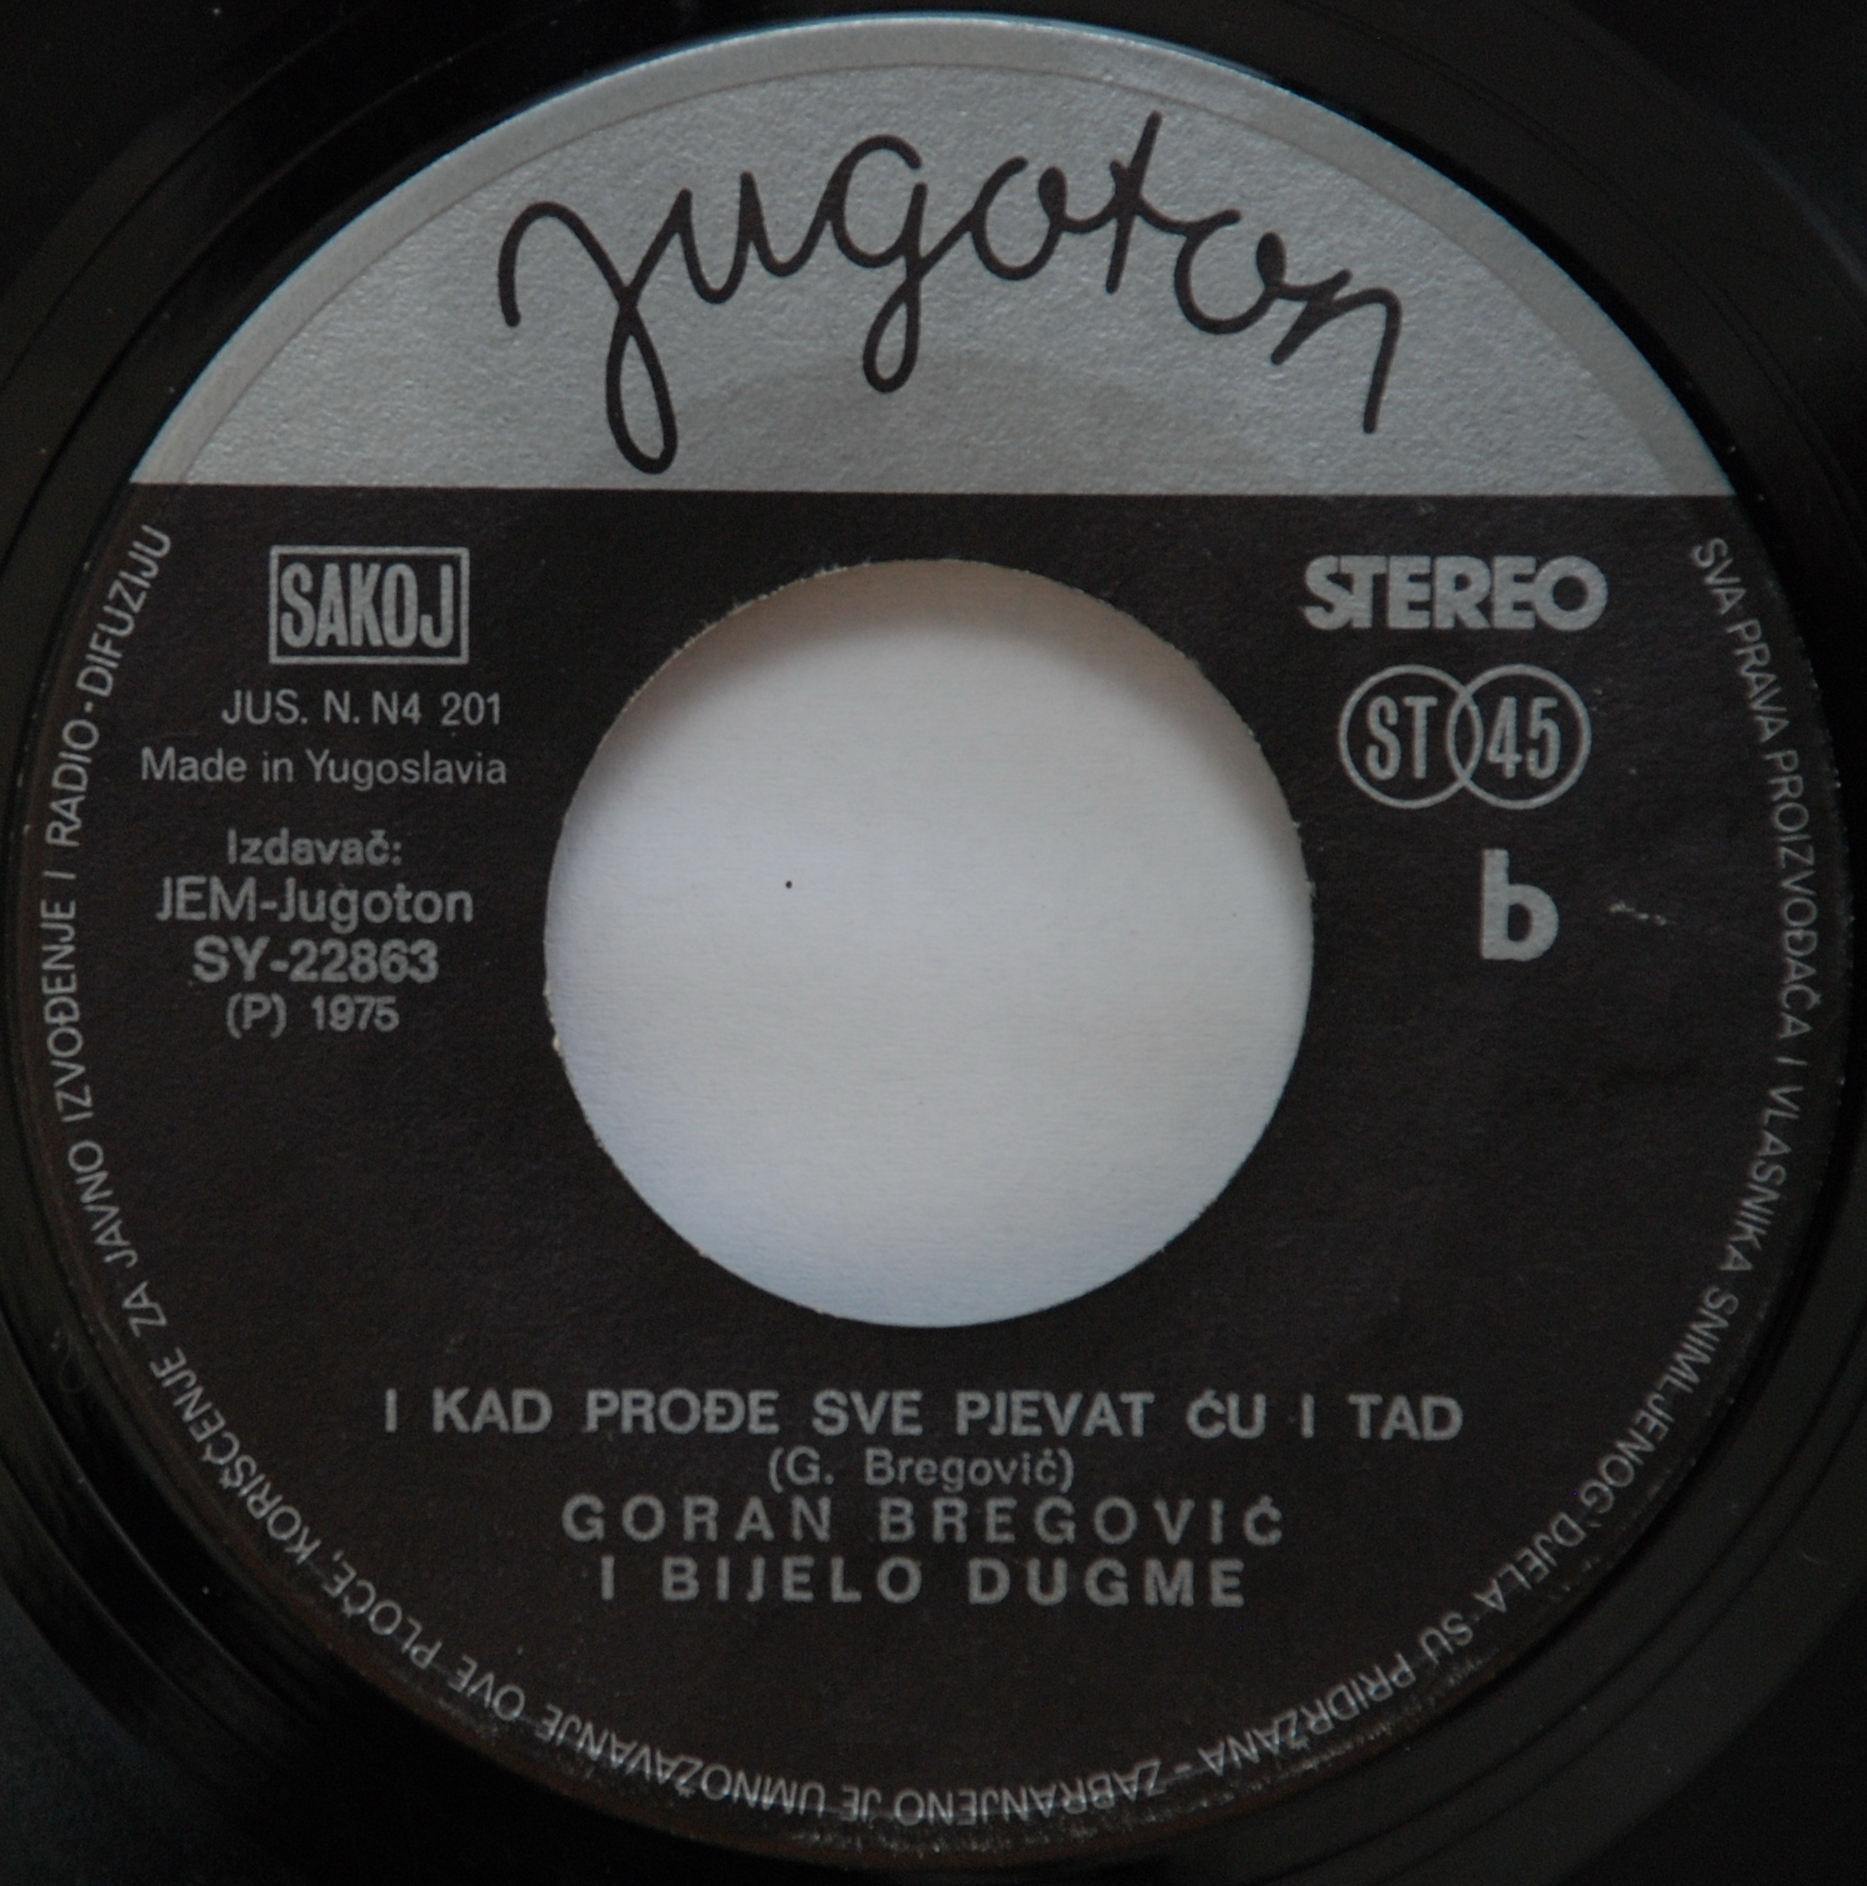 jugoton
SAKOJ
JUS. N. N4 201
Made in Yugoslavia
Izdavač:
JEM-Jugoton
SY-22863
(P) 1975
STEREO
ST 45
b
I KAD PROĐE SVE PJEVAT ĆU I TAD
(G. Bregović)
GORAN BREGOVIĆ
I BIJELO DUGME
SVA PRAVA PROIZVOĐAČA I VLASNIKA SNIMLJENOG DJELA SU PRIDRŽANA - ZABRANJENO JE UMNOŽAVANJE OVE PLOČE, KORIŠĆENJE ZA JAVNO IZVOĐENJE I RADIO-DIFUZIJU